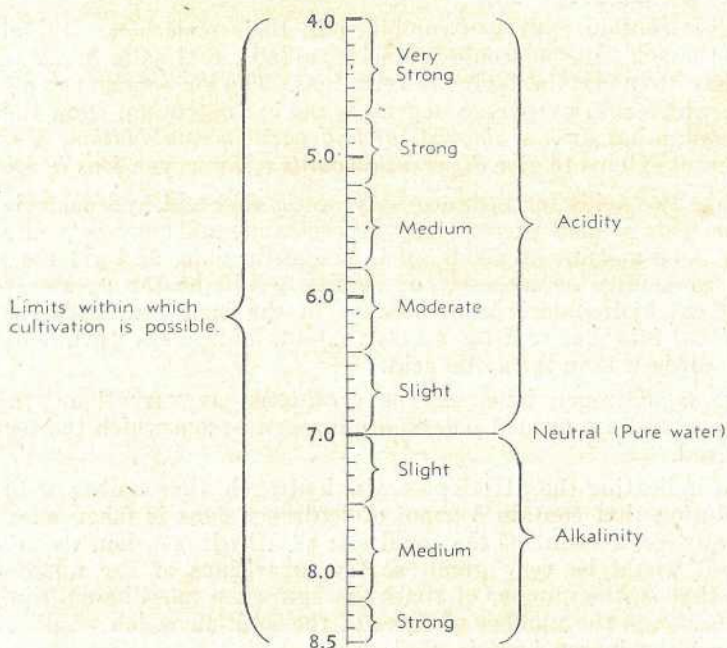 4.0
Very
Strong
Strong
5.0
Medium
Acidity
6.0
Moderate
Limits within which
cultivation is possible.
Slight
7.0
Neutral (Pure water)
Slight
Alkalinity
Medium
8.0
Strong
8.5